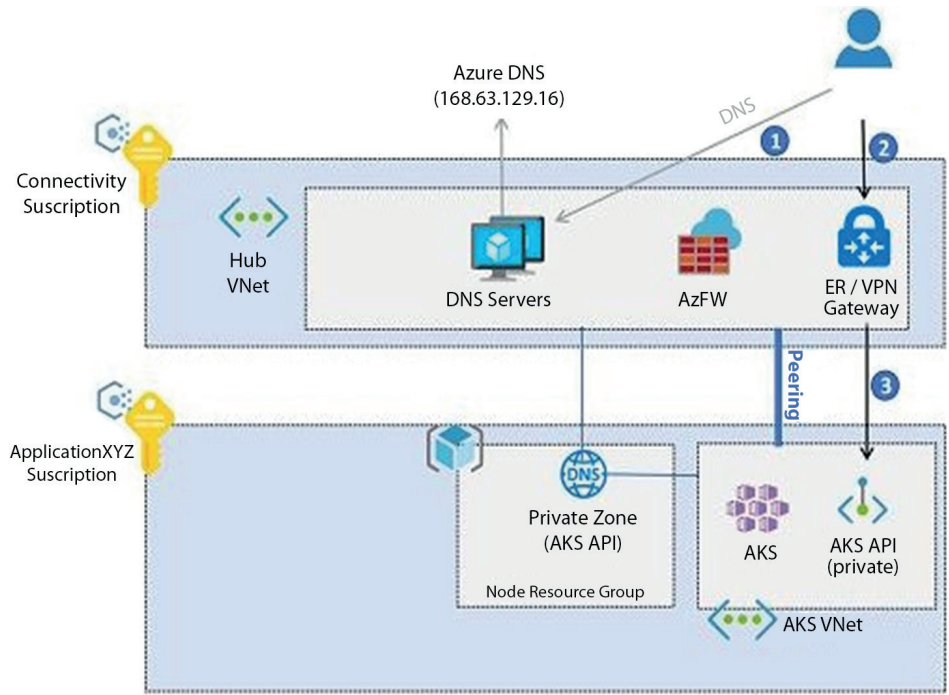 Azure DNS
(168.63.129.16)
DNS
1
2
Connectivity
Suscription
Hub
VNet
DNS Servers
AzFW
ER / VPN
Gateway
Peering
3
ApplicationXYZ
Suscription
DNS
Private Zone
(AKS API)
Node Resource Group
AKS
AKS API
(private)
AKS VNet